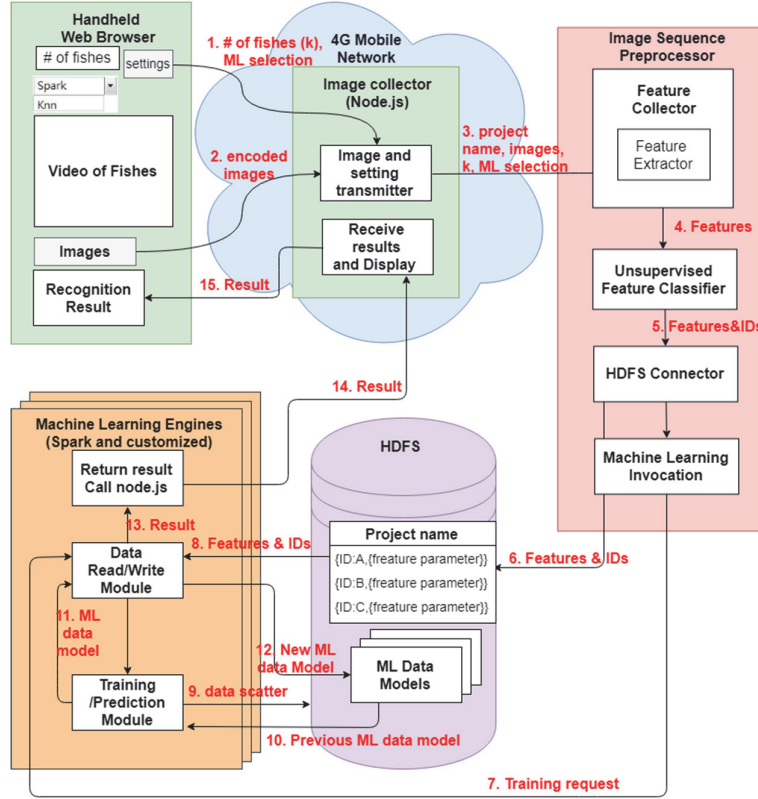 Handheld
Web Browser
# of fishes
settings
Spark
Knn
Video of Fishes
Images
Recognition
Result
1. # of fishes (k),
ML selection
2. encoded
images
15. Result
4G Mobile
Network
Image collector
(Node.js)
Image and
setting
transmitter
Receive
results
and Display
3. project
name, images,
k, ML selection
Image Sequence
Preprocessor
Feature
Collector
Feature
Extractor
4. Features
Unsupervised
Feature Classifier
5. Features&IDs
HDFS Connector
Machine Learning
Invocation
14. Result
Machine Learning Engines
(Spark and customized)
Return result
Call node.js
13. Result
Data
Read/Write
Module
11. ML
data
model
Training
/Prediction
Module
8. Features & IDs
12. New ML
data Model
9. data scatter
10. Previous ML data model
HDFS
Project name
{ID:A,{freature parameter}}
{ID:B,{freature parameter}}
{ID:C,{freature parameter}}
ML Data
Models
6. Features & IDs
7. Training request